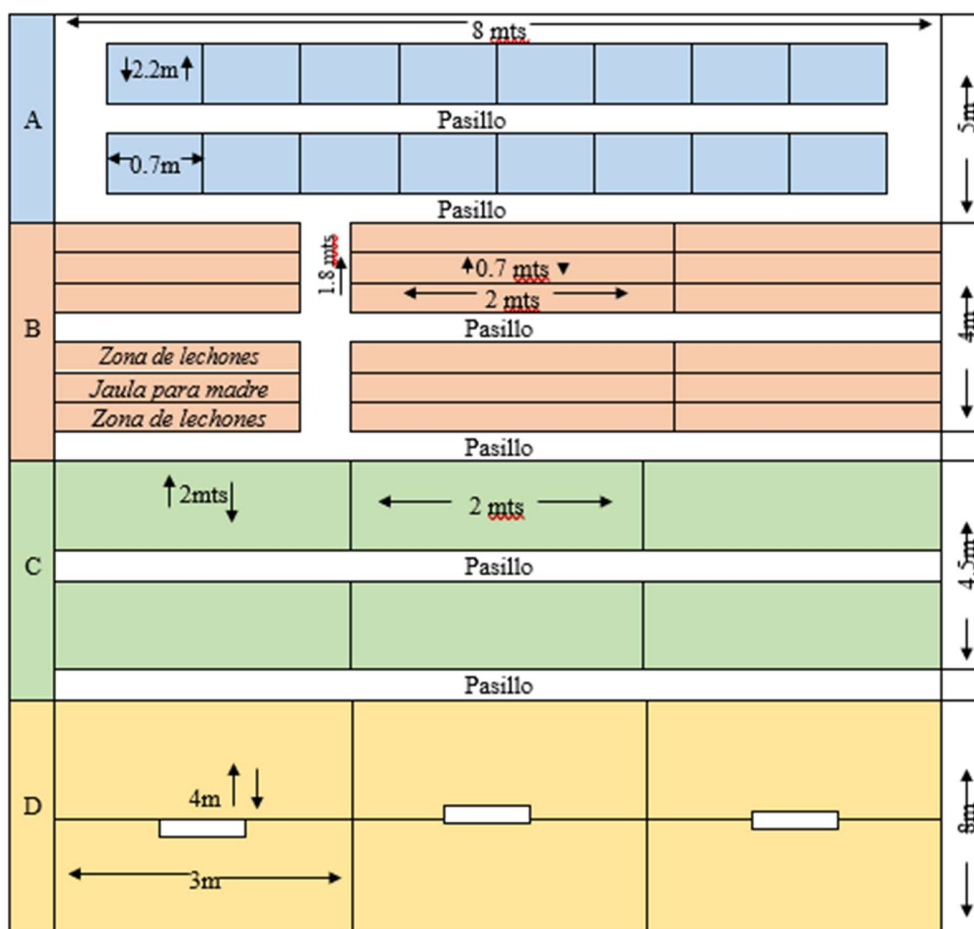 8 mts
A
2.2m
Pasillo
0.7m
5m
Pasillo
B
1.8 mts
0.7 mts
2 mts
Pasillo
4m
Zona de lechones
Jaula para madre
Zona de lechones
Pasillo
C
2mts
2 mts
Pasillo
4.5m
Pasillo
D
4m
8m
3m